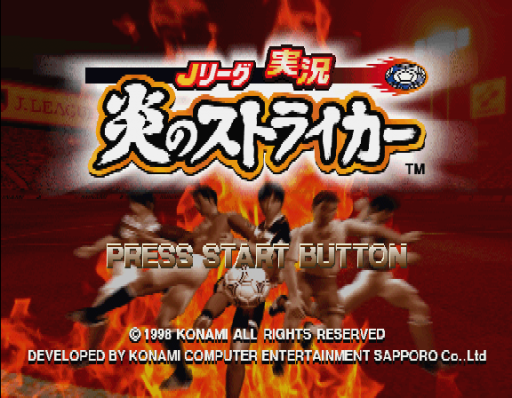 Jリーグ 実況
炎のストライカー
TM
J.LEAGUE
PRESS START BUTTON
© 1998 KONAMI ALL RIGHTS RESERVED
DEVELOPED BY KONAMI COMPUTER ENTERTAINMENT SAPPORO Co.,Ltd